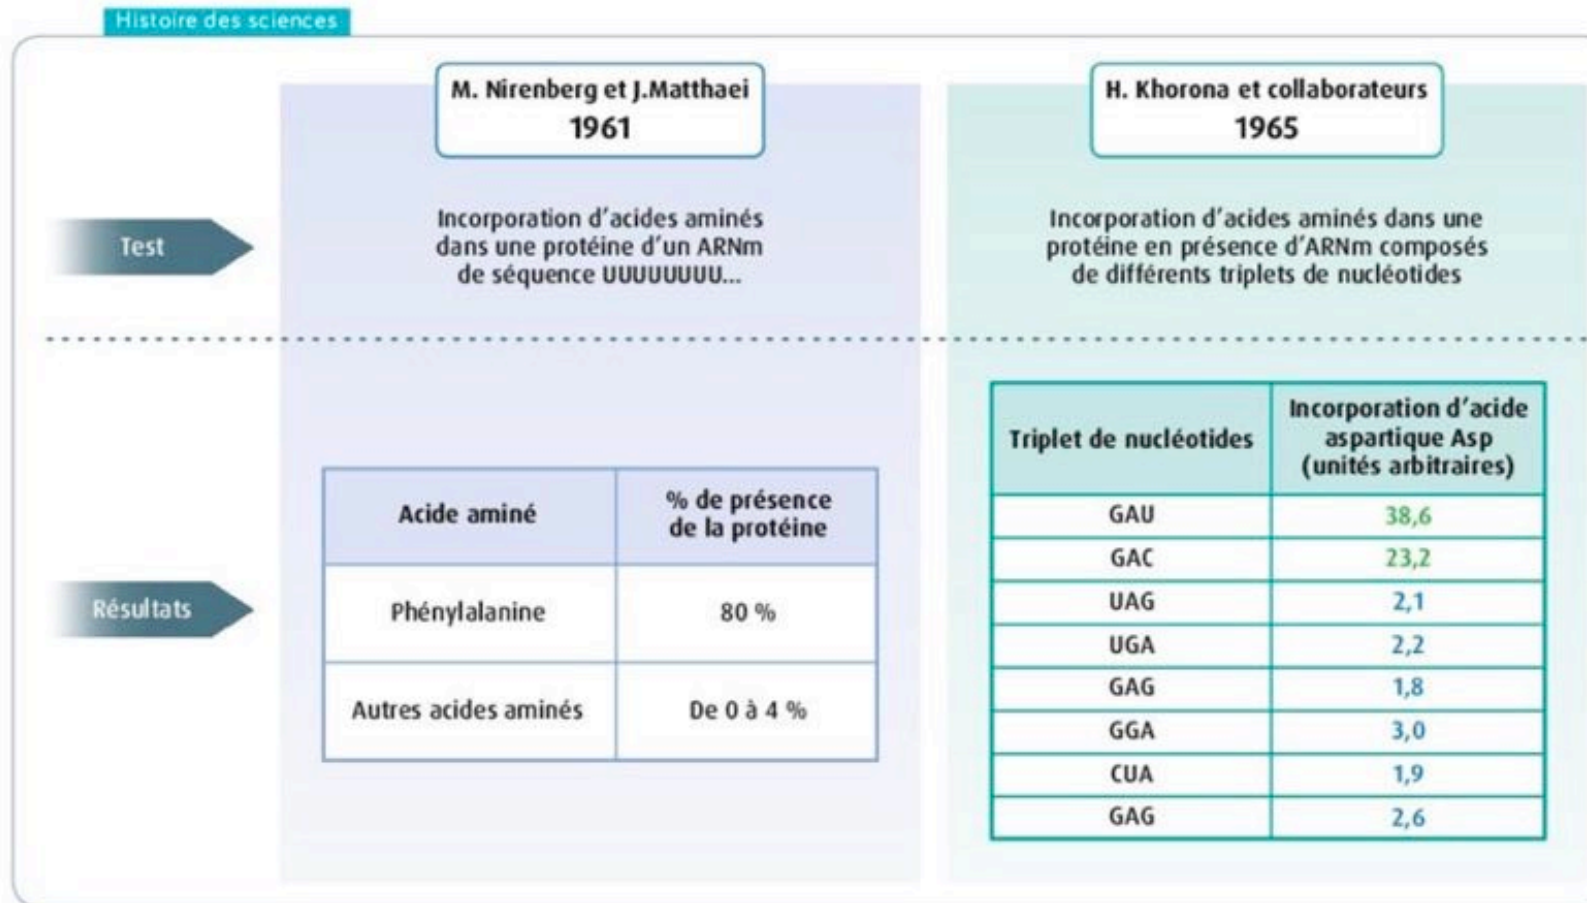 Histoire des sciences
M. Nirenberg et J.Matthaei
1961
H. Khorona et collaborateurs
1965
Test
Incorporation d'acides aminés
dans une protéine d'un ARNm
de séquence UUUUUUUU...
Incorporation d'acides aminés dans une
protéine en présence d'ARNm composés
de différents triplets de nucléotides
Résultats
Acide aminé
% de présence
de la protéine
Phénylalanine
80 %
Autres acides aminés
De 0 à 4 %
Triplet de nucléotides
Incorporation d'acide
aspartique Asp
(unités arbitraires)
GAU
38,6
GAC
23,2
UAG
2,1
UGA
2,2
GAG
1,8
GGA
3,0
CUA
1,9
GAG
2,6